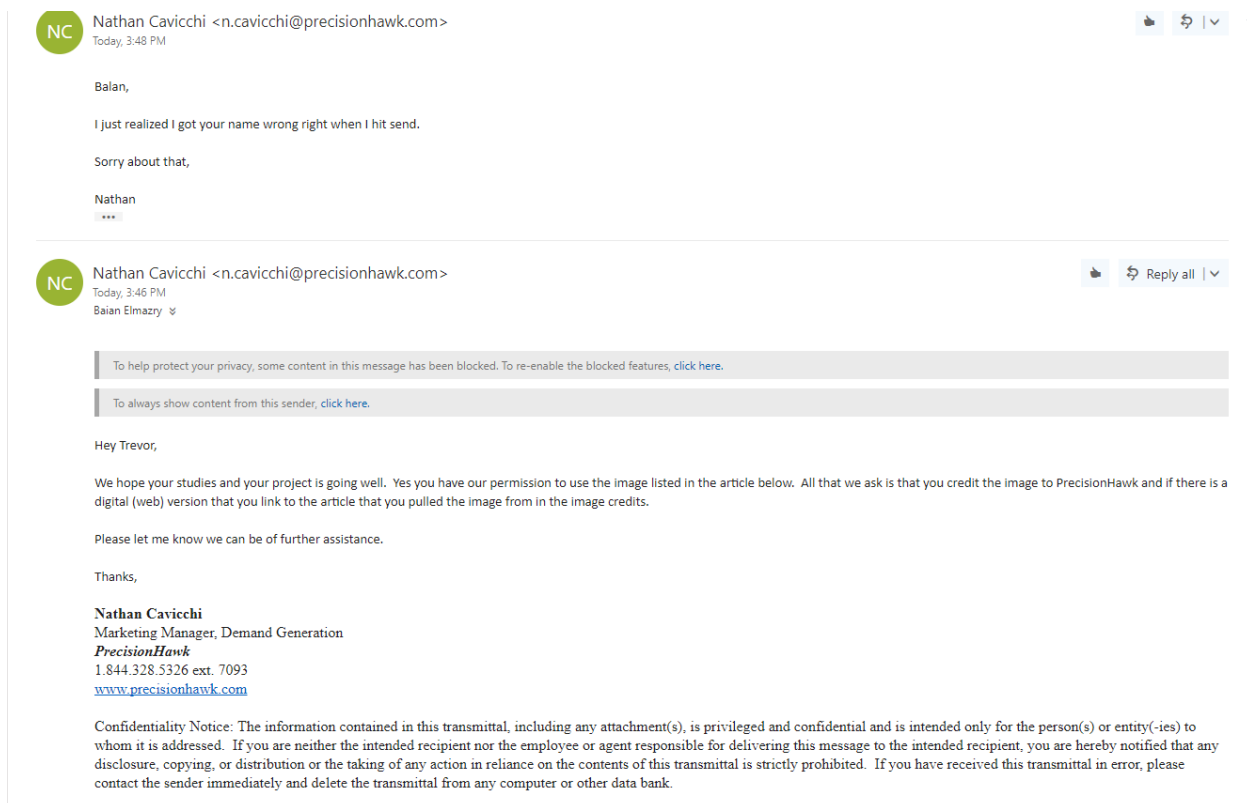 NC
Nathan Cavicchi <n.cavicchi@precisionhawk.com>
Today, 3:48 PM
Balan,
I just realized I got your name wrong right when I hit send.
Sorry about that,
Nathan
•••
NC
Nathan Cavicchi <n.cavicchi@precisionhawk.com>
Reply all
Today, 3:46 PM
Baian Elmazry
To help protect your privacy, some content in this message has been blocked. To re-enable the blocked features, click here.
To always show content from this sender, click here.
Hey Trevor,
We hope your studies and your project is going well. Yes you have our permission to use the image listed in the article below. All that we ask is that you credit the image to PrecisionHawk and if there is a
digital (web) version that you link to the article that you pulled the image from in the image credits.
Please let me know we can be of further assistance.
Thanks,
Nathan Cavicchi
Marketing Manager, Demand Generation
PrecisionHawk
1.844.328.5326 ext. 7093
www.precisionhawk.com
Confidentiality Notice: The information contained in this transmittal, including any attachment(s), is privileged and confidential and is intended only for the person(s) or entity(-ies) to
whom it is addressed. If you are neither the intended recipient nor the employee or agent responsible for delivering this message to the intended recipient, you are hereby notified that any
disclosure, copying, or distribution or the taking of any action in reliance on the contents of this transmittal is strictly prohibited. If you have received this transmittal in error, please
contact the sender immediately and delete the transmittal from any computer or other data bank.